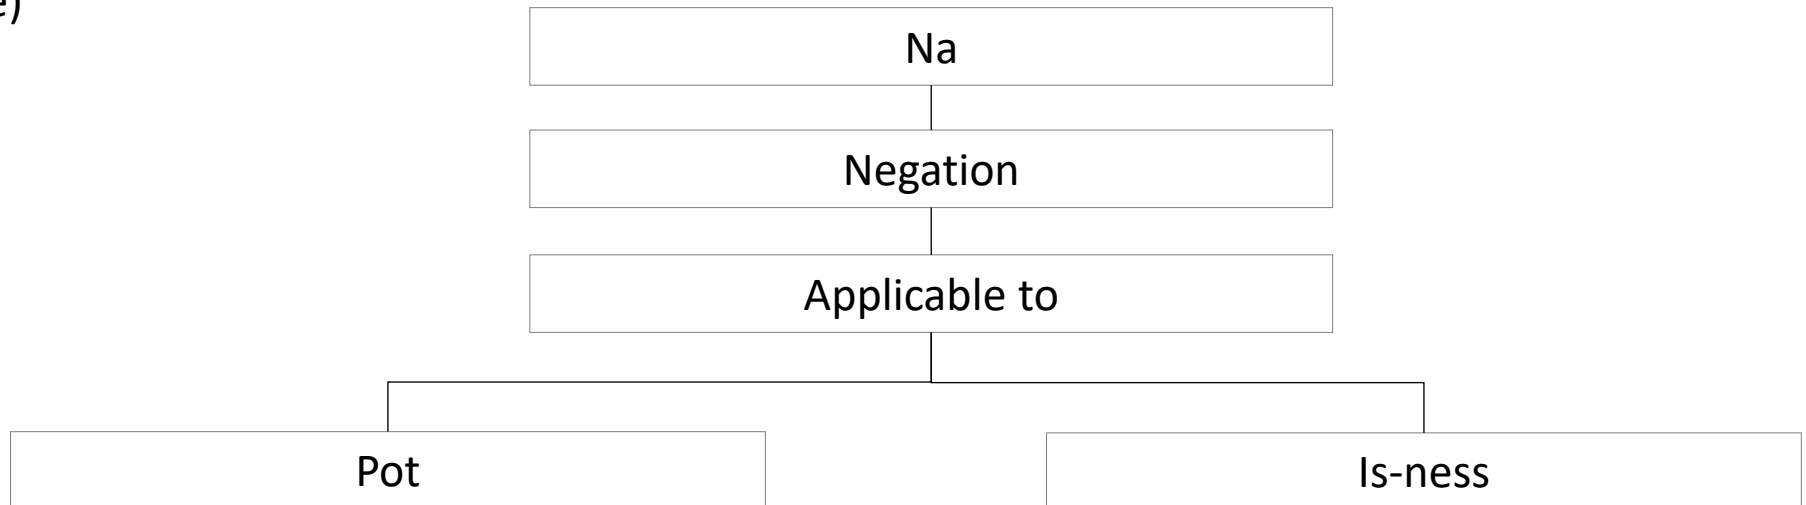 e)
Na
Negation
Applicable to
Pot
Is-ness